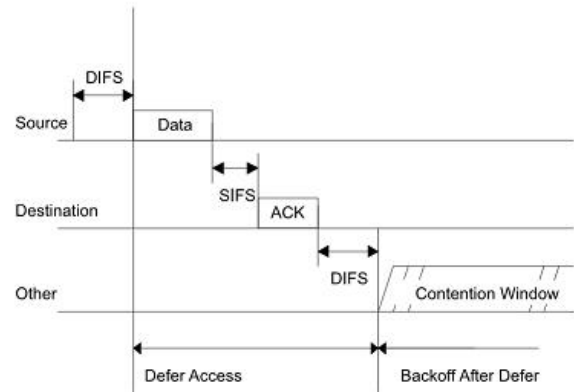 DIFS
Source
Data
SIFS
Destination
ACK
DIFS
Other
Contention Window
Defer Access
Backoff After Defer